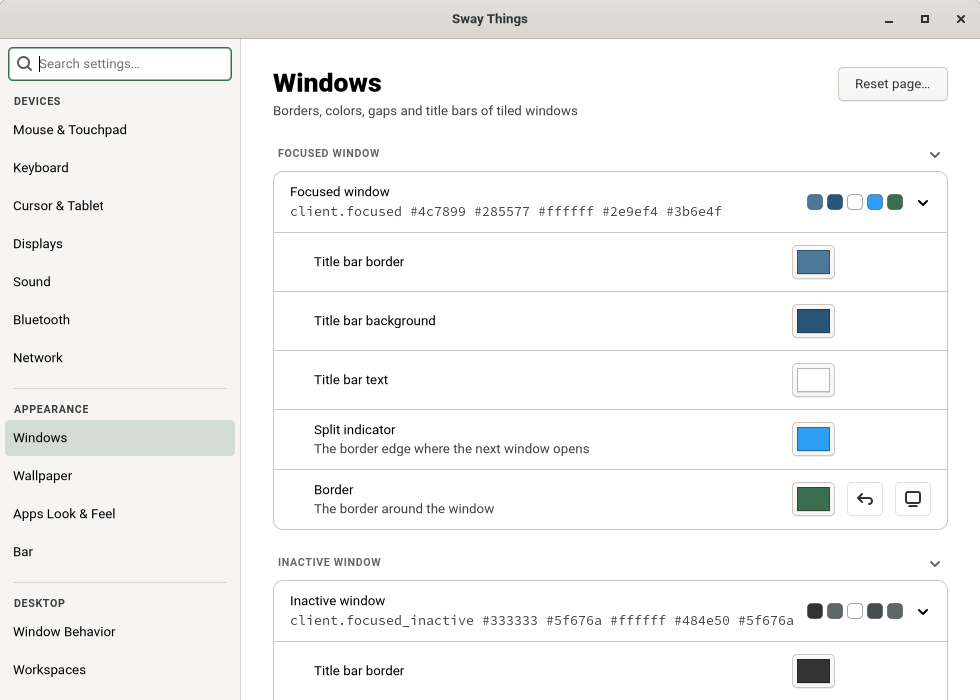 Sway Things
Search settings...
DEVICES
Mouse & Touchpad
Keyboard
Cursor & Tablet
Displays
Sound
Bluetooth
Network
APPEARANCE
Windows
Wallpaper
Apps Look & Feel
Bar
DESKTOP
Window Behavior
Workspaces
Windows
Reset page...
Borders, colors, gaps and title bars of tiled windows
FOCUSED WINDOW
Focused window
client.focused #4c7899 #285577 #ffffff #2e9ef4 #3b6e4f
Title bar border
Title bar background
Title bar text
Split indicator
The border edge where the next window opens
Border
The border around the window
INACTIVE WINDOW
Inactive window
client.focused_inactive #333333 #5f676a #ffffff #484e50 #5f676a
Title bar border